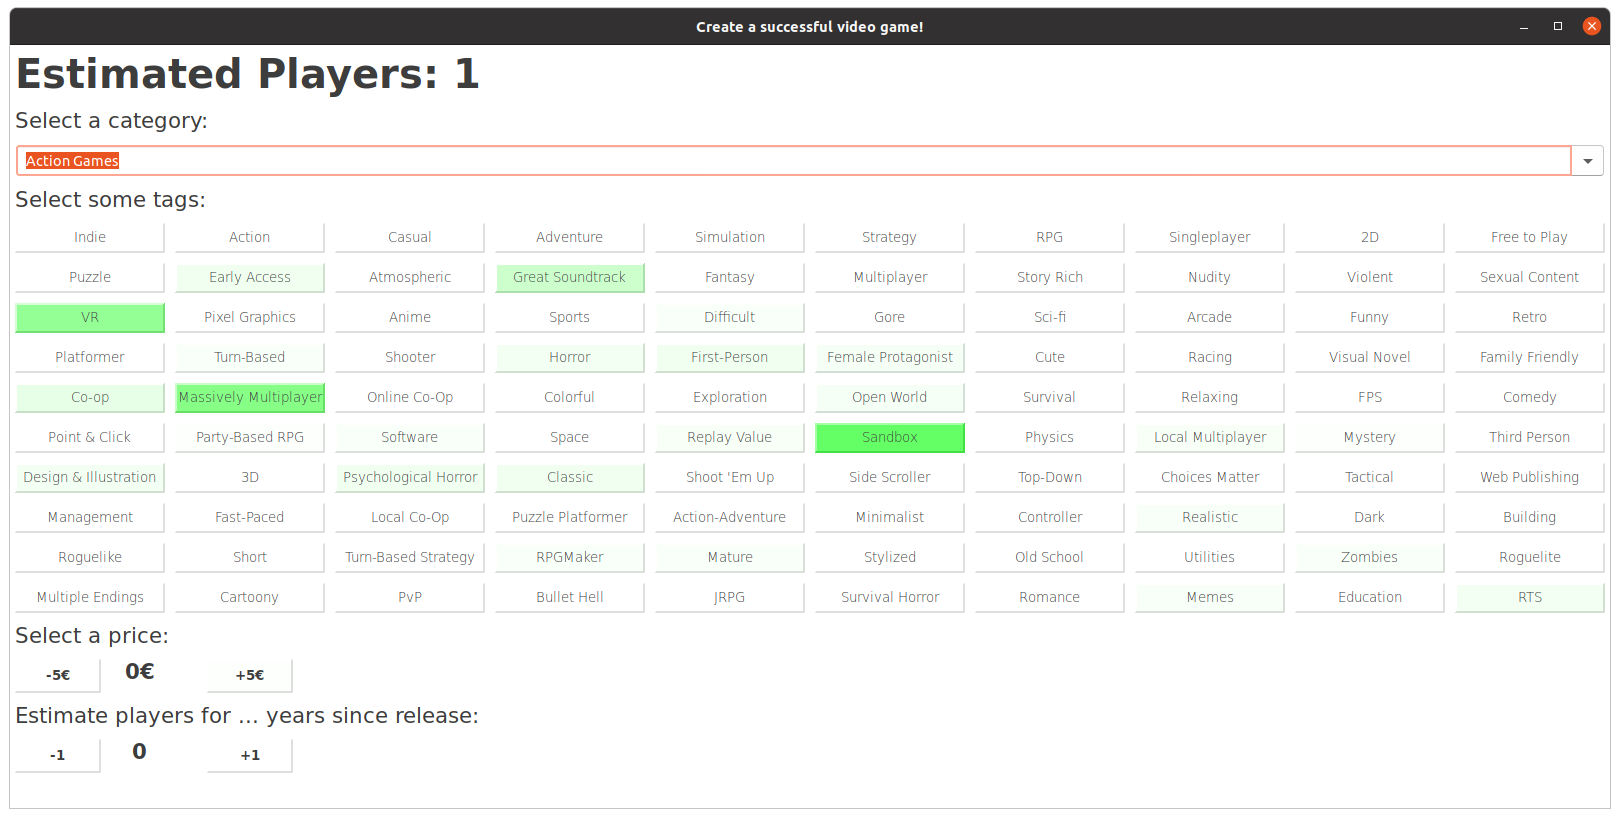 Create a successful video game!
Estimated Players: 1
Select a category:
Action Games
Select some tags:
Indie Action Casual Adventure Simulation Strategy RPG Singleplayer 2D Free to Play
Puzzle Early Access Atmospheric Great Soundtrack Fantasy Multiplayer Story Rich Nudity Violent Sexual Content
VR Pixel Graphics Anime Sports Difficult Gore Sci-fi Arcade Funny Retro
Platformer Turn-Based Shooter Horror First-Person Female Protagonist Cute Racing Visual Novel Family Friendly
Co-op Massively Multiplayer Online Co-Op Colorful Exploration Open World Survival Relaxing FPS Comedy
Point & Click Party-Based RPG Software Space Replay Value Sandbox Physics Local Multiplayer Mystery Third Person
Design & Illustration 3D Psychological Horror Classic Shoot 'Em Up Side Scroller Top-Down Choices Matter Tactical Web Publishing
Management Fast-Paced Local Co-Op Puzzle Platformer Action-Adventure Minimalist Controller Realistic Dark Building
Roguelike Short Turn-Based Strategy RPGMaker Mature Stylized Old School Utilities Zombies Roguelite
Multiple Endings Cartoony PvP Bullet Hell JRPG Survival Horror Romance Memes Education RTS
Select a price:
-5€ 0€ +5€
Estimate players for ... years since release:
-1 0 +1